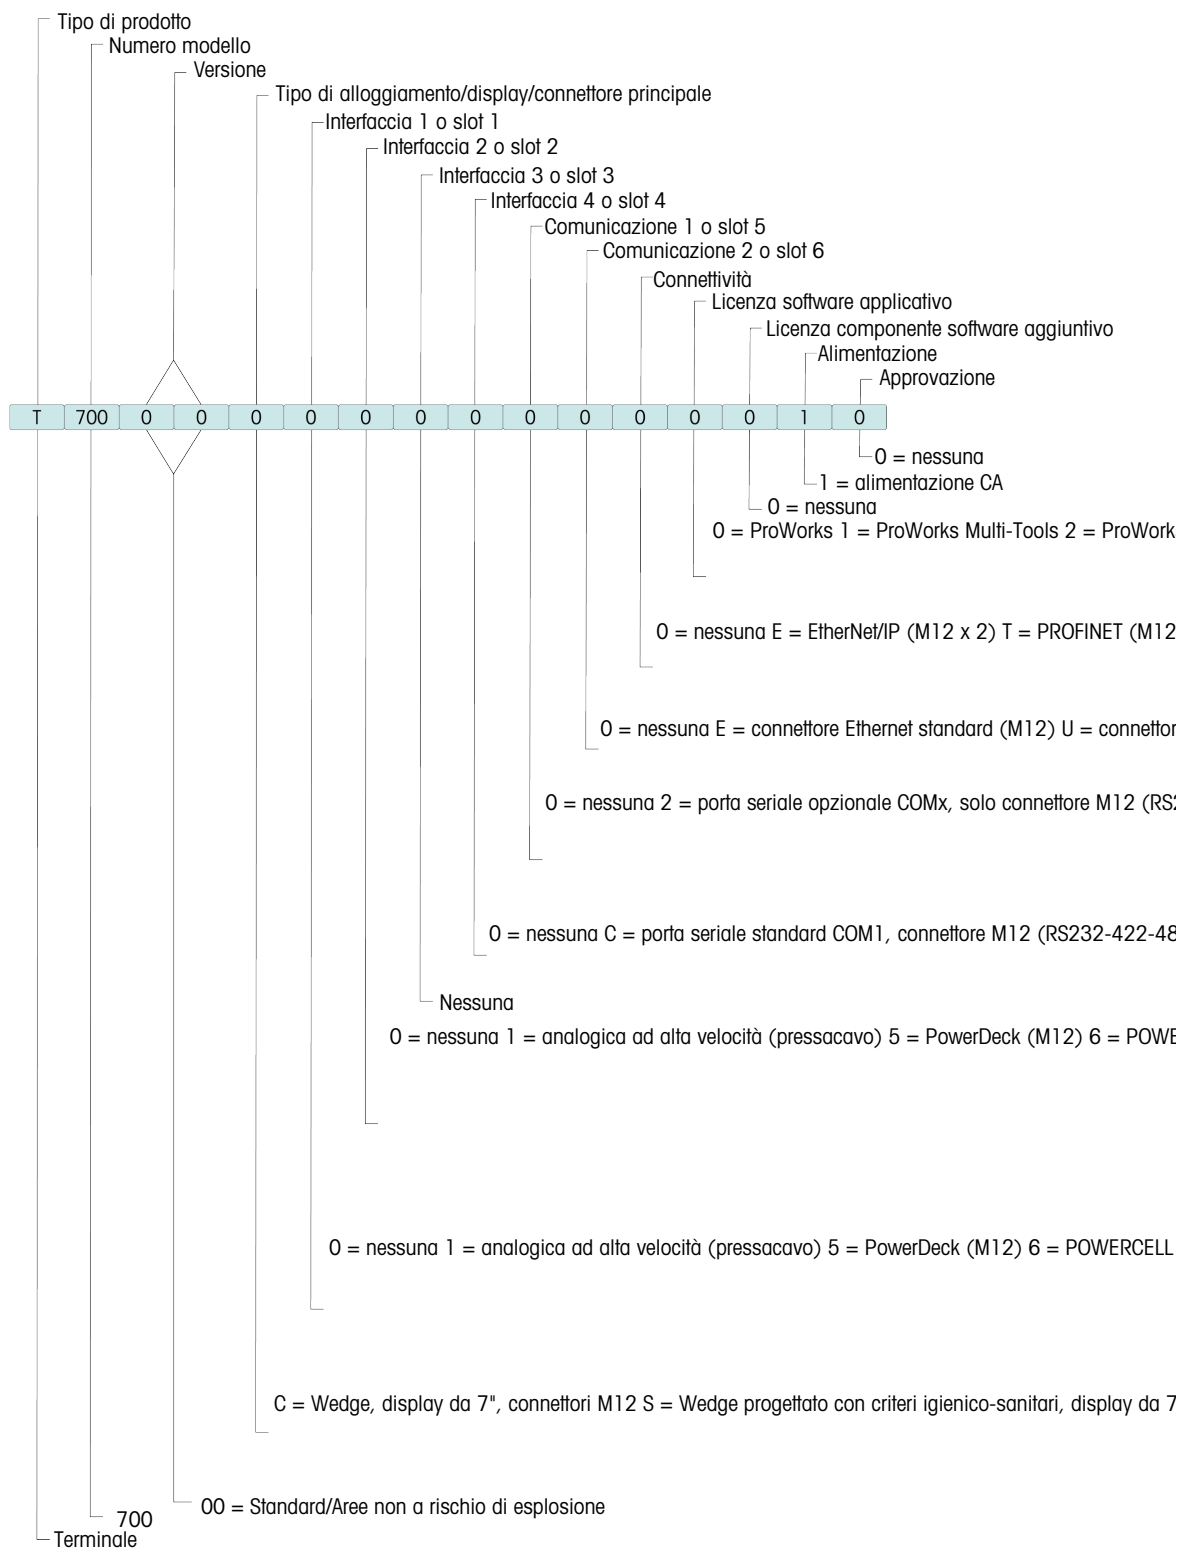 Tipo di prodotto
Numero modello
Versione
Tipo di alloggiamento/display/connettore principale
Interfaccia 1 o slot 1
Interfaccia 2 o slot 2
Interfaccia 3 o slot 3
Interfaccia 4 o slot 4
Comunicazione 1 o slot 5
Comunicazione 2 o slot 6
Connettività
Licenza software applicativo
Licenza componente software aggiuntivo
Alimentazione
Approvazione
T 700 0 0 0 0 0 0 0 0 0 0 0 0 1 0
0 = nessuna
1 = alimentazione CA
0 = nessuna
0 = ProWorks 1 = ProWorks Multi-Tools 2 = ProWork
0 = nessuna E = EtherNet/IP (M12 x 2) T = PROFINET (M12
0 = nessuna E = connettore Ethernet standard (M12) U = connettor
0 = nessuna 2 = porta seriale opzionale COMx, solo connettore M12 (RS2
0 = nessuna C = porta seriale standard COM1, connettore M12 (RS232-422-48
Nessuna
0 = nessuna 1 = analogica ad alta velocità (pressacavo) 5 = PowerDeck (M12) 6 = POWE
0 = nessuna 1 = analogica ad alta velocità (pressacavo) 5 = PowerDeck (M12) 6 = POWERCELL
C = Wedge, display da 7", connettori M12 S = Wedge progettato con criteri igienico-sanitari, display da 7
00 = Standard/Aree non a rischio di esplosione
700
Terminale